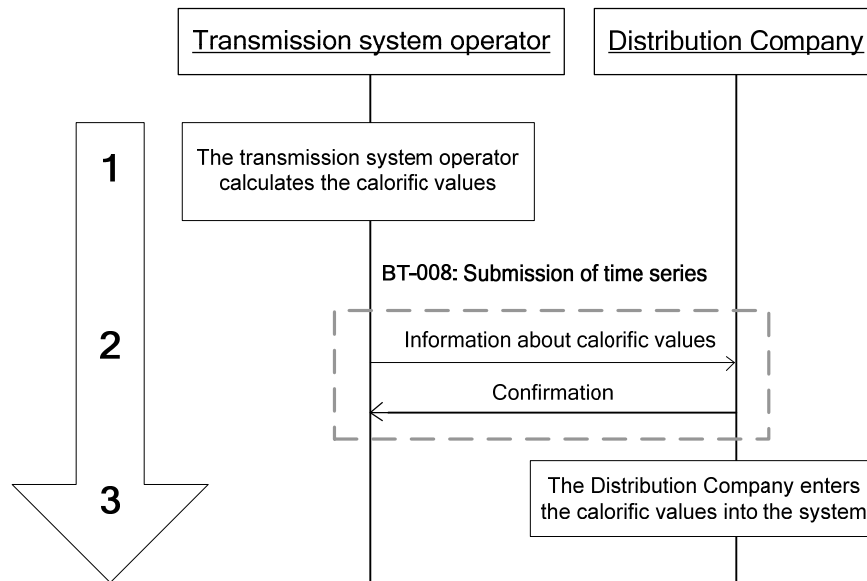 Transmission system operator
Distribution Company
1
The transmission system operator
calculates the calorific values
BT-008: Submission of time series
2
Information about calorific values
Confirmation
3
The Distribution Company enters
the calorific values into the system